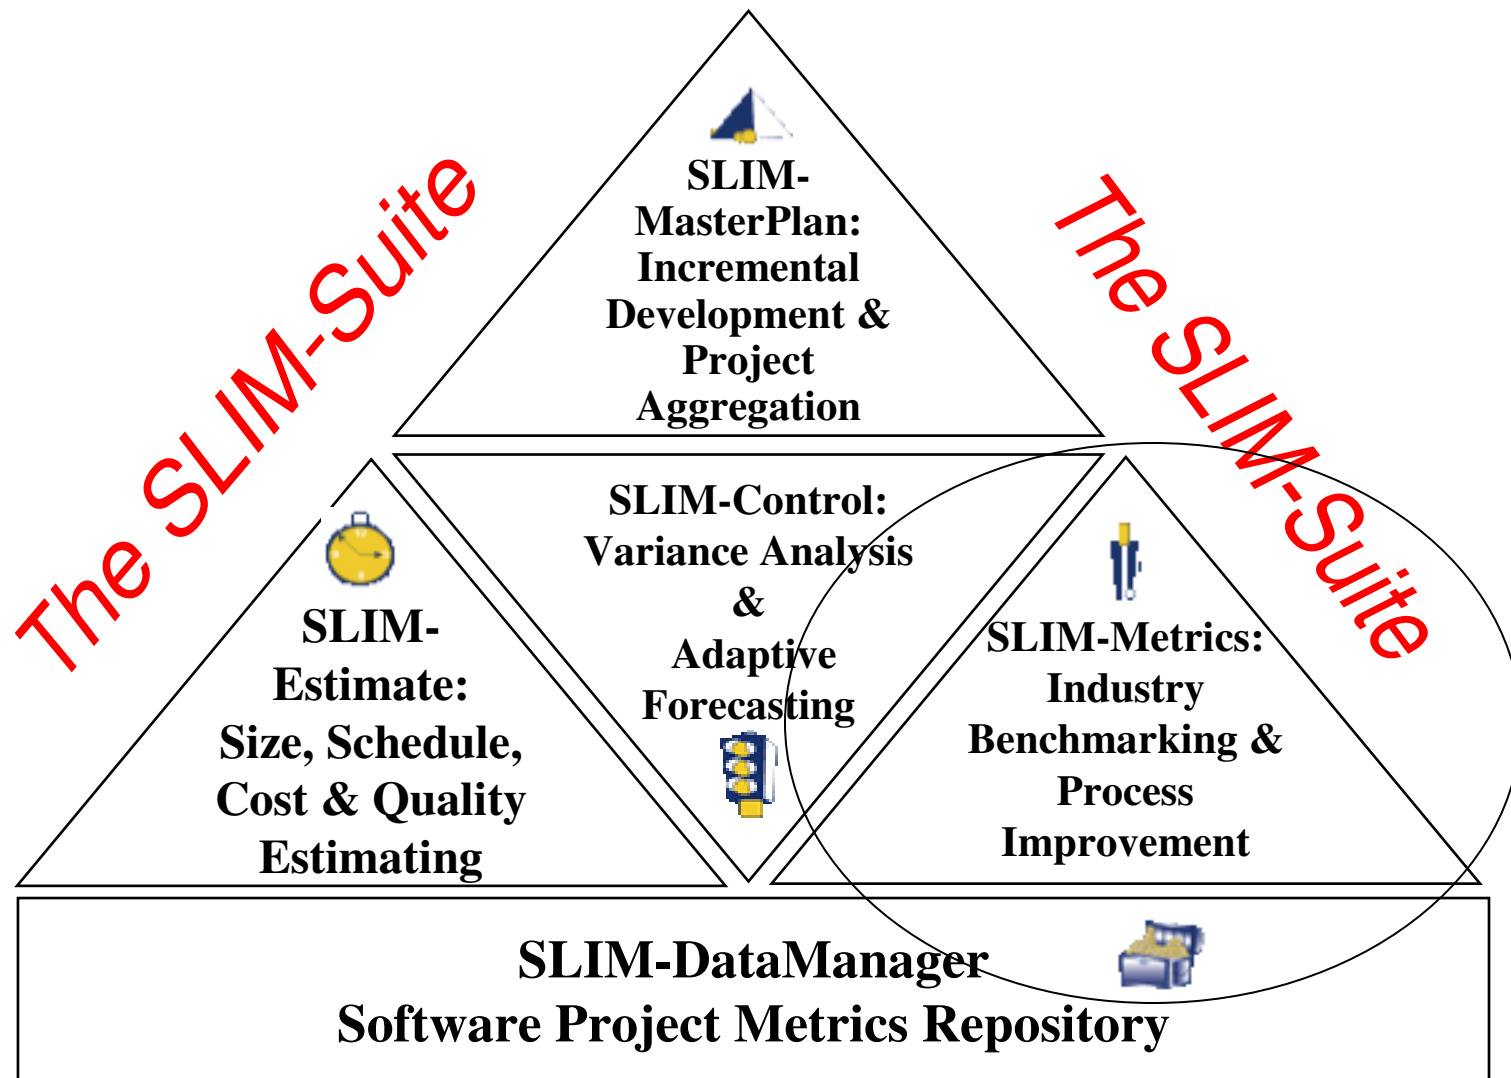 The SLIM-Suite
The SLIM-Suite
SLIM-
MasterPlan:
Incremental
Development &
Project
Aggregation
SLIM-
Estimate:
Size, Schedule,
Cost & Quality
Estimating
SLIM-Control:
Variance Analysis
&
Adaptive
Forecasting
SLIM-Metrics:
Industry
Benchmarking &
Process
Improvement
SLIM-DataManager
Software Project Metrics Repository